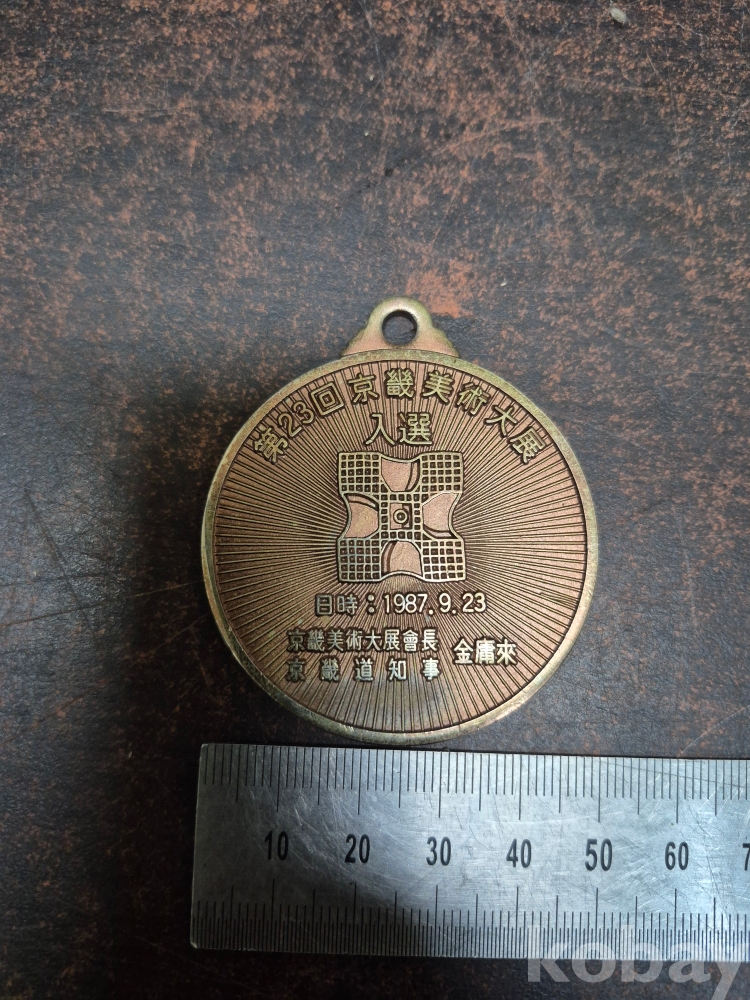 第23回京畿美術大展
入選
日時：1987.9.23
京畿美術大展會長
京畿道知事
金庸來
10 20 30 40 50 60 7
kobay